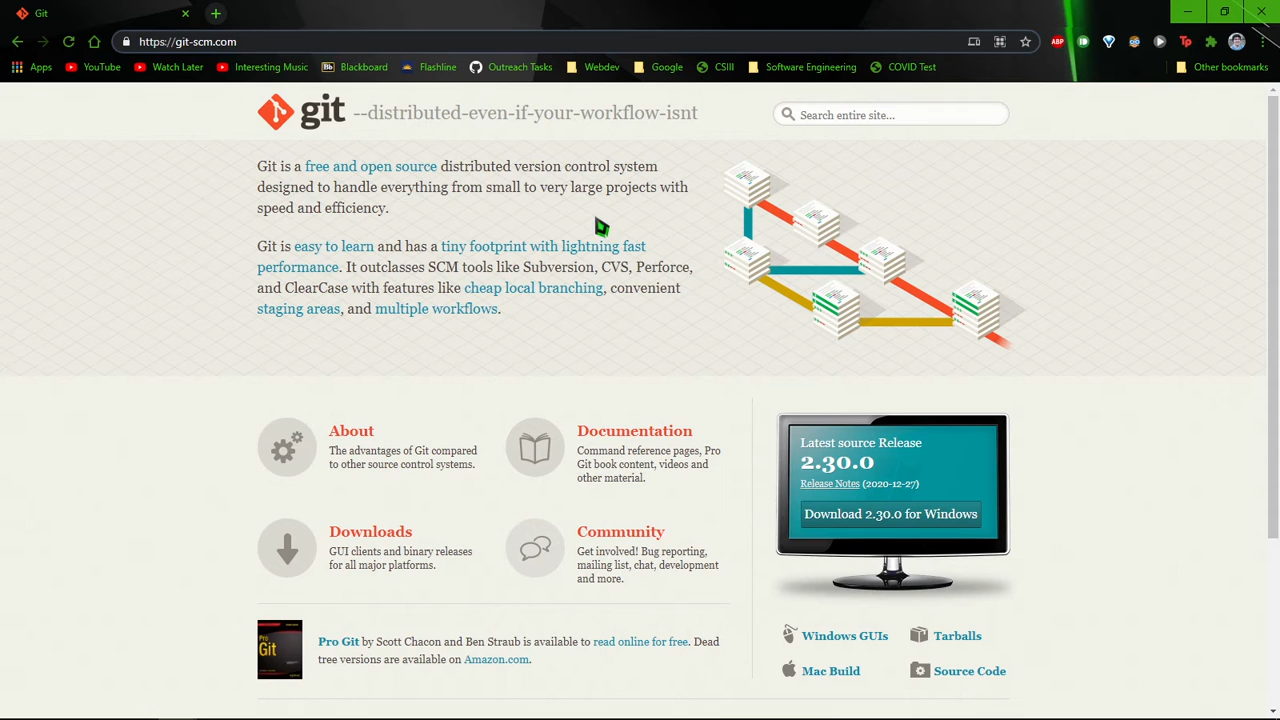 Git
https://git-scm.com
ABP
Tp
Apps
YouTube
Watch Later
Interesting Music
Bb
Blackboard
Flashline
Outreach Tasks
Webdev
Google
CSIII
Software Engineering
COVID Test
Other bookmarks
git --distributed-even-if-your-workflow-isnt
Search entire site...
Git is a free and open source distributed version control system
designed to handle everything from small to very large projects with
speed and efficiency.
Git is easy to learn and has a tiny footprint with lightning fast
performance. It outclasses SCM tools like Subversion, CVS, Perforce,
and ClearCase with features like cheap local branching, convenient
staging areas, and multiple workflows.
About
The advantages of Git compared
to other source control systems.
Documentation
Command reference pages, Pro
Git book content, videos and
other material.
Downloads
GUI clients and binary releases
for all major platforms.
Community
Get involved! Bug reporting,
mailing list, chat, development
and more.
Latest source Release
2.30.0
Release Notes (2020-12-27)
Download 2.30.0 for Windows
Pro
Git
Pro Git by Scott Chacon and Ben Straub is available to read online for free. Dead
tree versions are available on Amazon.com.
Windows GUIs
Tarballs
Mac Build
Source Code